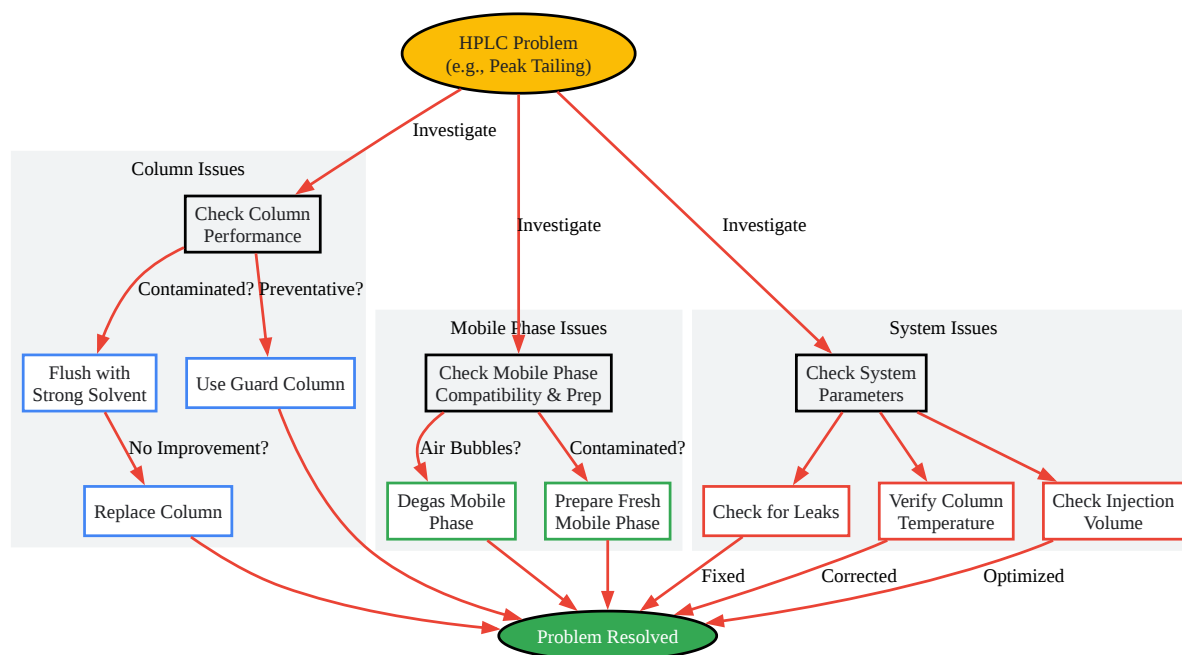 HPLC Problem
(e.g., Peak Tailing)
Investigate
Column Issues
Check Column
Performance
Investigate
Investigate
Contaminated?
Preventative?
Mobile Phase Issues
System Issues
Flush with
Strong Solvent
Use Guard Column
Check Mobile Phase
Compatibility & Prep
Check System
Parameters
No Improvement?
Air Bubbles?
Contaminated?
Replace Column
Degas Mobile
Phase
Prepare Fresh
Mobile Phase
Check for Leaks
Verify Column
Temperature
Check Injection
Volume
Fixed
Corrected
Optimized
Problem Resolved